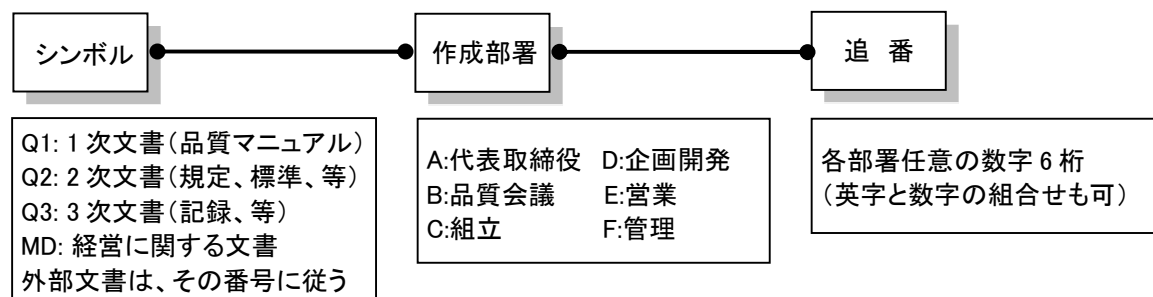 シンボル
作成部署
追 番
Q1: 1 次文書(品質マニュアル)
Q2: 2 次文書(規定、標準、等)
Q3: 3 次文書(記録、等)
MD: 経営に関する文書
外部文書は、その番号に従う
A:代表取締役 D:企画開発
B:品質会議 E:営業
C:組立 F:管理
各部署任意の数字 6 桁
(英字と数字の組合せも可)